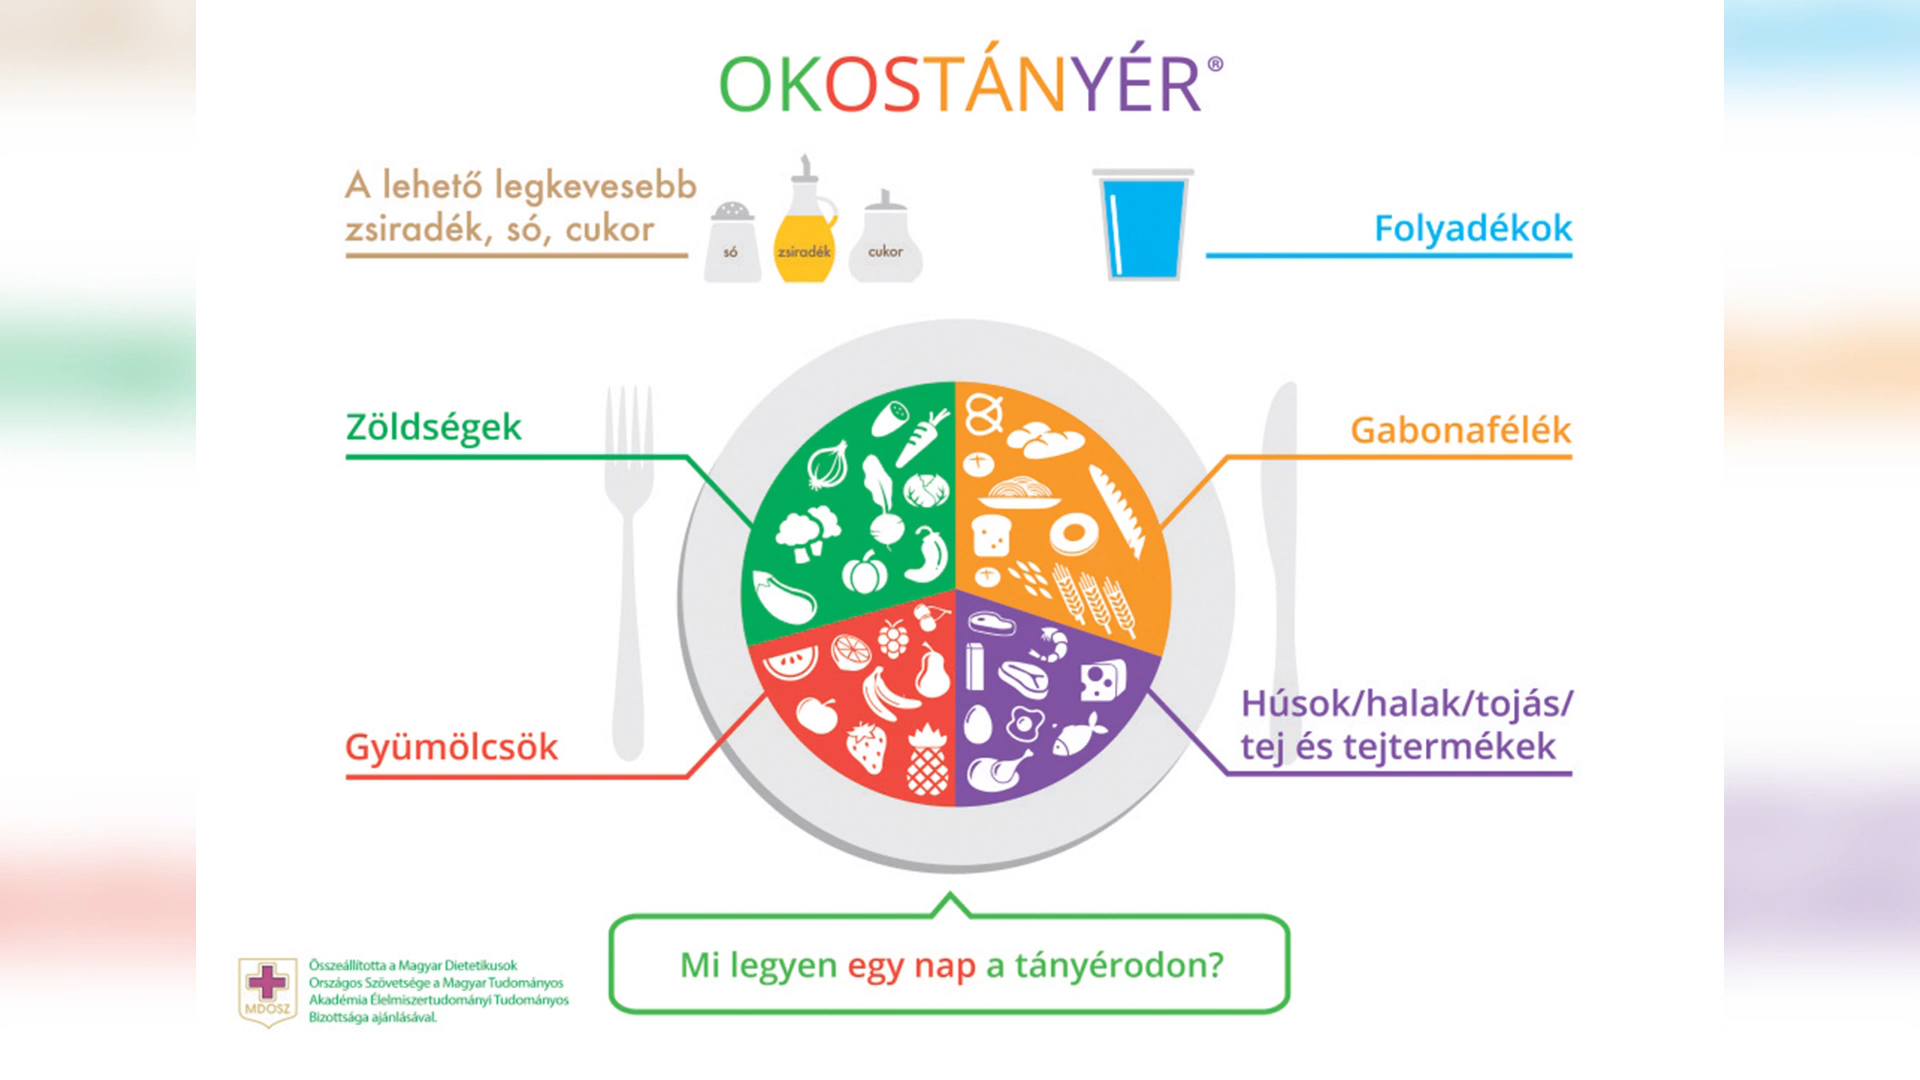 OKOSTÁNYÉR®
A lehető legkevesebb
zsiradék, só, cukor
só
zsiradék
cukor
Folyadékok
Zöldségek
Gabonafélék
Gyümölcsök
Húsok/halak/tojás/
tej és tejtermékek
Mi legyen egy nap a tányérodon?
MDOSZ
Összeállította a Magyar Dietetikusok
Országos Szövetsége a Magyar Tudományos
Akadémia Élelmiszertudományi Tudományos
Bizottsága ajánlásával.